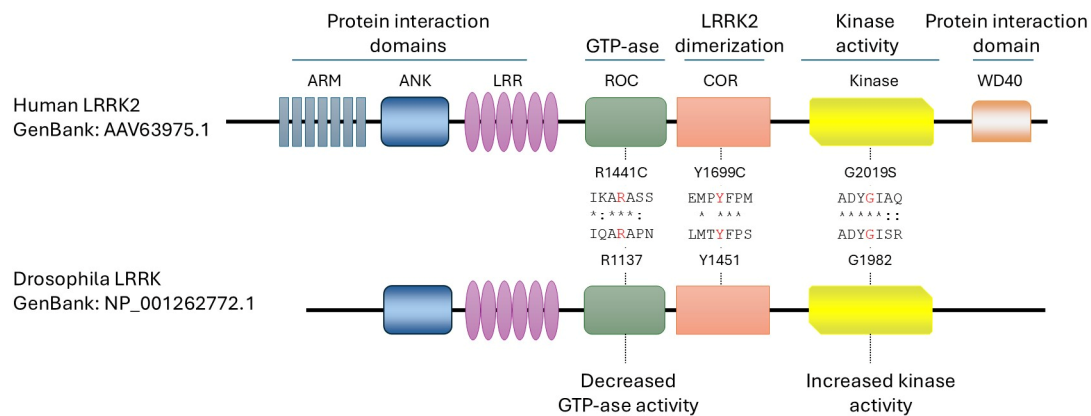 Protein interaction
domains
GTP-ase
LRRK2
dimerization
Kinase
activity
Protein interaction
domain
ARM
ANK
LRR
ROC
COR
Kinase
WD40
Human LRRK2
GenBank: AAV63975.1
R1441C
Y1699C
G2019S
IKARASS
EMPYFPM
ADYGIAQ
*:***:
^ ^^^
^^^^^::
IQARAPN
LMTYFPS
ADYGISR
R1137
Y1451
G1982
Drosophila LRRK
GenBank: NP_001262772.1
Decreased
GTP-ase activity
Increased kinase
activity